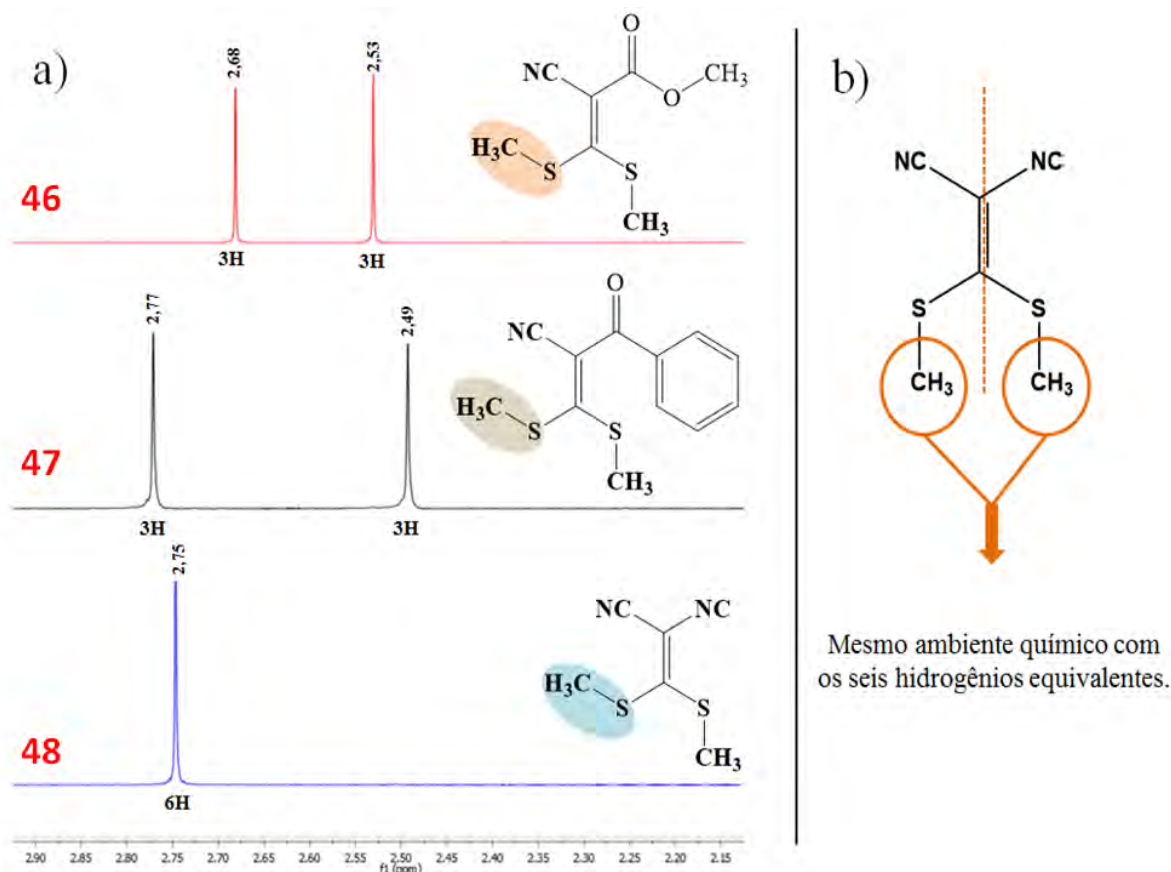 a)
2,68
2,53
O
NC
CH3
O
H3C
S
S
CH3
46
3H
3H
2,77
2,49
O
NC
H3C
S
S
CH3
47
3H
3H
2,75
NC
NC
H3C
S
S
CH3
48
6H
2.90 2.85 2.80 2.75 2.70 2.65 2.60 2.55 2.50 2.45 2.40 2.35 2.30 2.25 2.20 2.15
f1 (ppm)
b)
NC
NC
S
S
CH3
CH3
Mesmo ambiente químico com
os seis hidrogênios equivalentes.